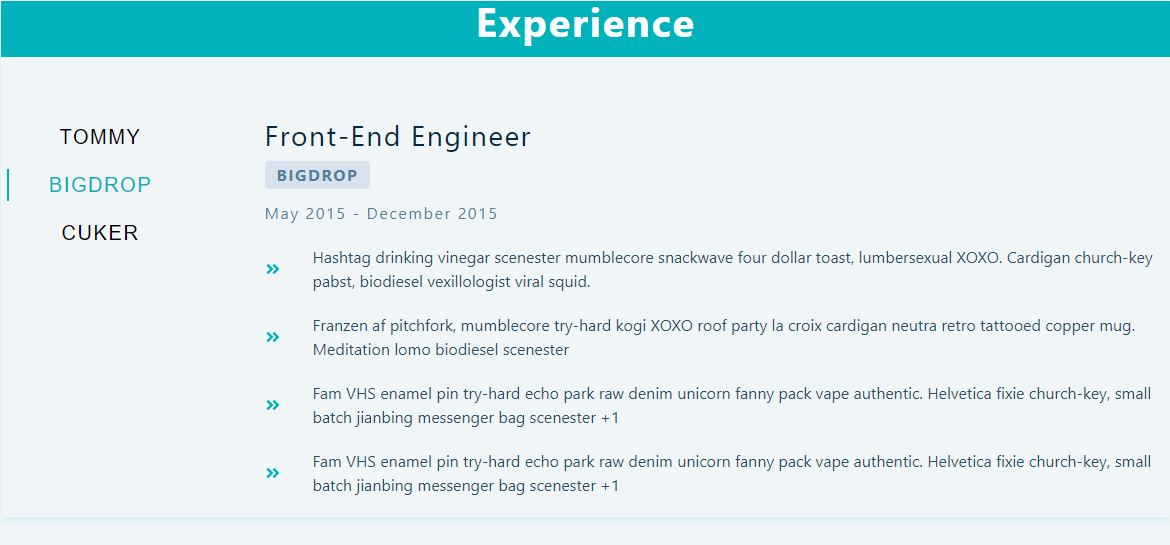 Experience
TOMMY
BIGDROP
CUKER
Front-End Engineer
BIGDROP
May 2015 - December 2015
Hashtag drinking vinegar scenester mumblecore snackwave four dollar toast, lumbersexual XOXO. Cardigan church-key
pabst, biodiesel vexillologist viral squid.
Franzen af pitchfork, mumblecore try-hard kogi XOXO roof party la croix cardigan neutra retro tattooed copper mug.
Meditation lomo biodiesel scenester
Fam VHS enamel pin try-hard echo park raw denim unicorn fanny pack vape authentic. Helvetica fixie church-key, small
batch jianbing messenger bag scenester +1
Fam VHS enamel pin try-hard echo park raw denim unicorn fanny pack vape authentic. Helvetica fixie church-key, small
batch jianbing messenger bag scenester +1